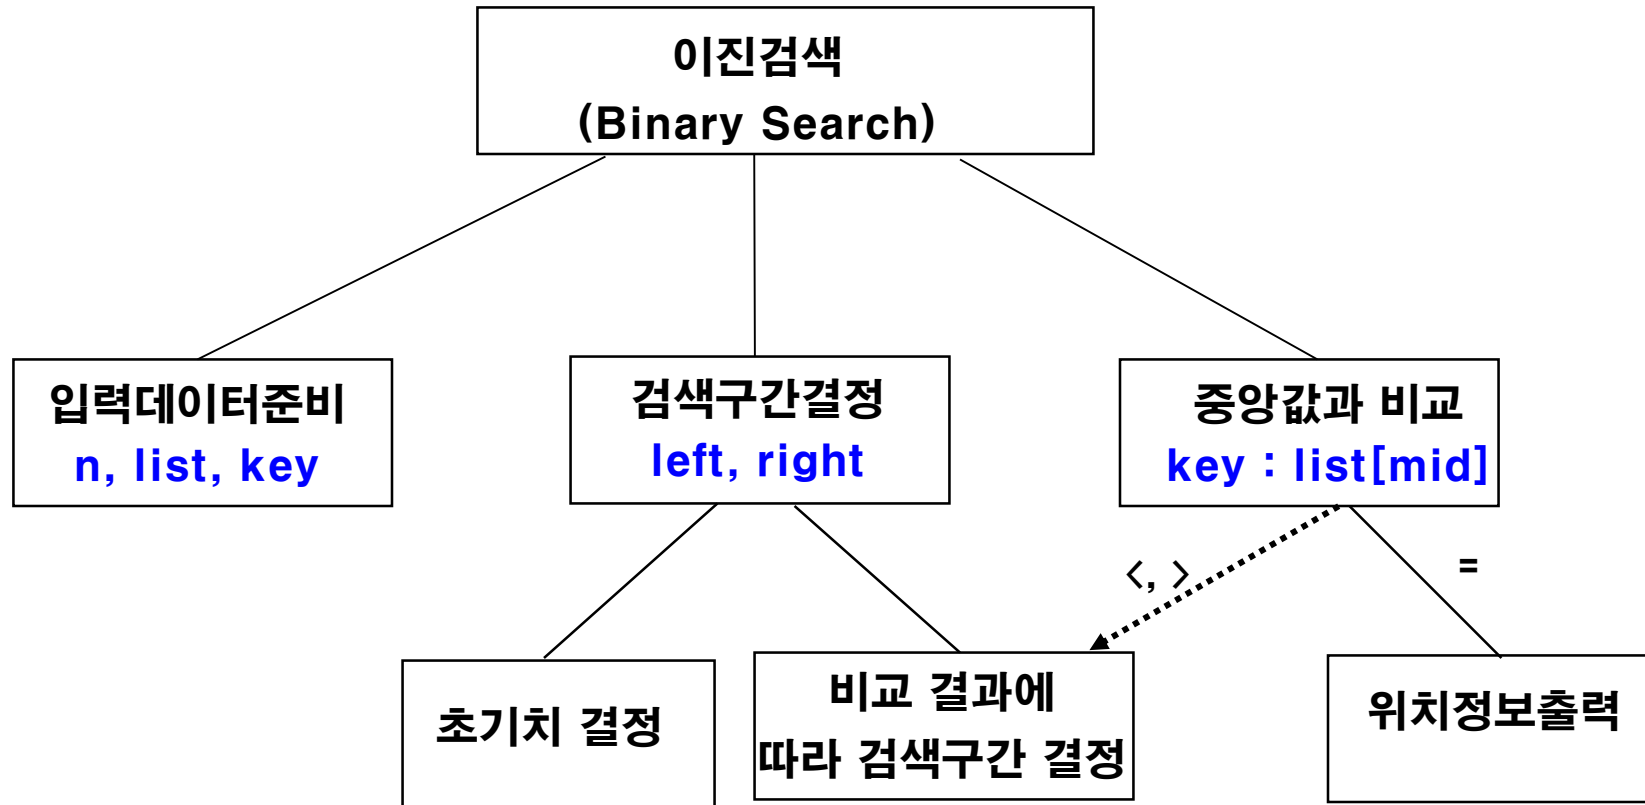 이진검색
(Binary Search)
입력데이터준비
n, list, key
검색구간결정
left, right
중앙값과 비교
key : list[mid]
<, >
=
초기치 결정
비교 결과에
따라 검색구간 결정
위치정보출력